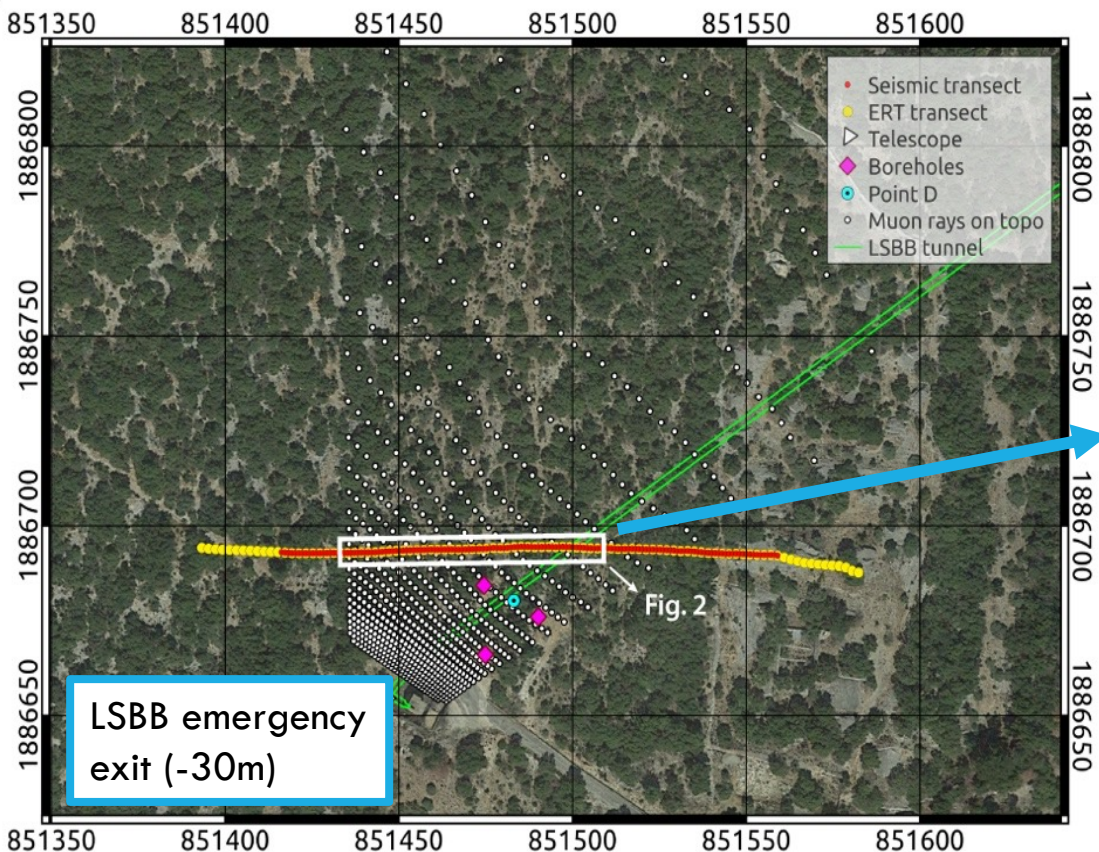 851350 851400 851450 851500 851550 851600
Seismic transect
ERT transect
Telescope
Boreholes
Point D
Muon rays on topo
LSBB tunnel
1886800
1886750
1886700
1886650
1886800
1886750
1886700
1886650
Fig. 2
LSBB emergency
exit (-30m)
851350 851400 851450 851500 851550 851600